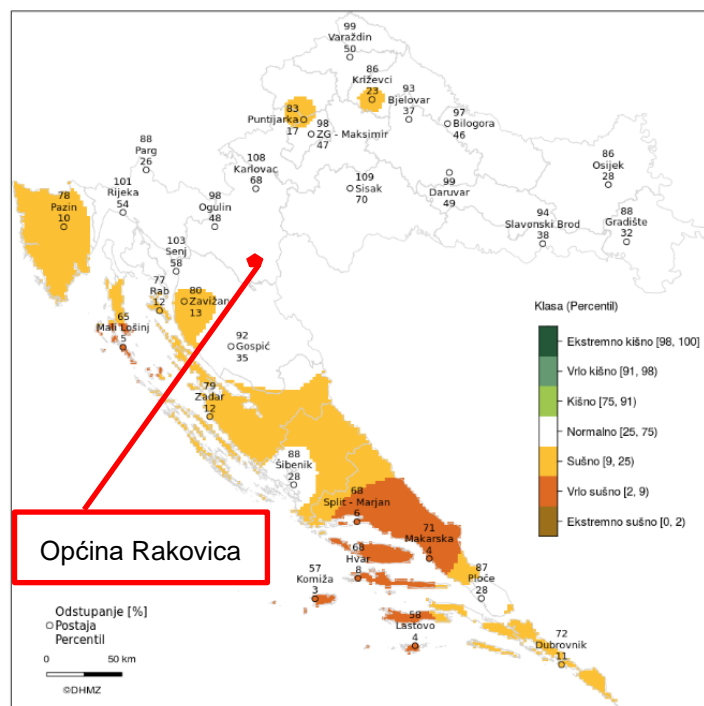 99
Varaždin
50
86
Križevci
23
93
Bjelovar
37
83
Puntijarka
17
98
ZG - Maksimir
47
97
Bilogora
46
88
Parg
26
108
Karlovac
68
109
Sisak
70
99
Daruvar
49
86
Osijek
28
101
Rijeka
54
98
Ogulin
48
78
Pazin
10
94
Slavonski Brod
38
88
Gradište
32
103
Senj
58
77
Rab
12
80
Zavižan
13
65
Mali Lošinj
5
92
Gospić
35
79
Zadar
12
88
Šibenik
28
68
Split - Marjan
6
71
Makarska
4
68
Hvar
8
57
Komiža
3
87
Ploče
28
58
Lastovo
4
72
Dubrovnik
11
Klasa (Percentil)
Ekstremno kišno [98, 100]
Vrlo kišno [91, 98)
Kišno [75, 91)
Normalno [25, 75)
Sušno [9, 25)
Vrlo sušno [2, 9)
Ekstremno sušno [0, 2)
Općina Rakovica
Odstupanje [%]
Postaja
Percentil
0 50 km
©DHMZ